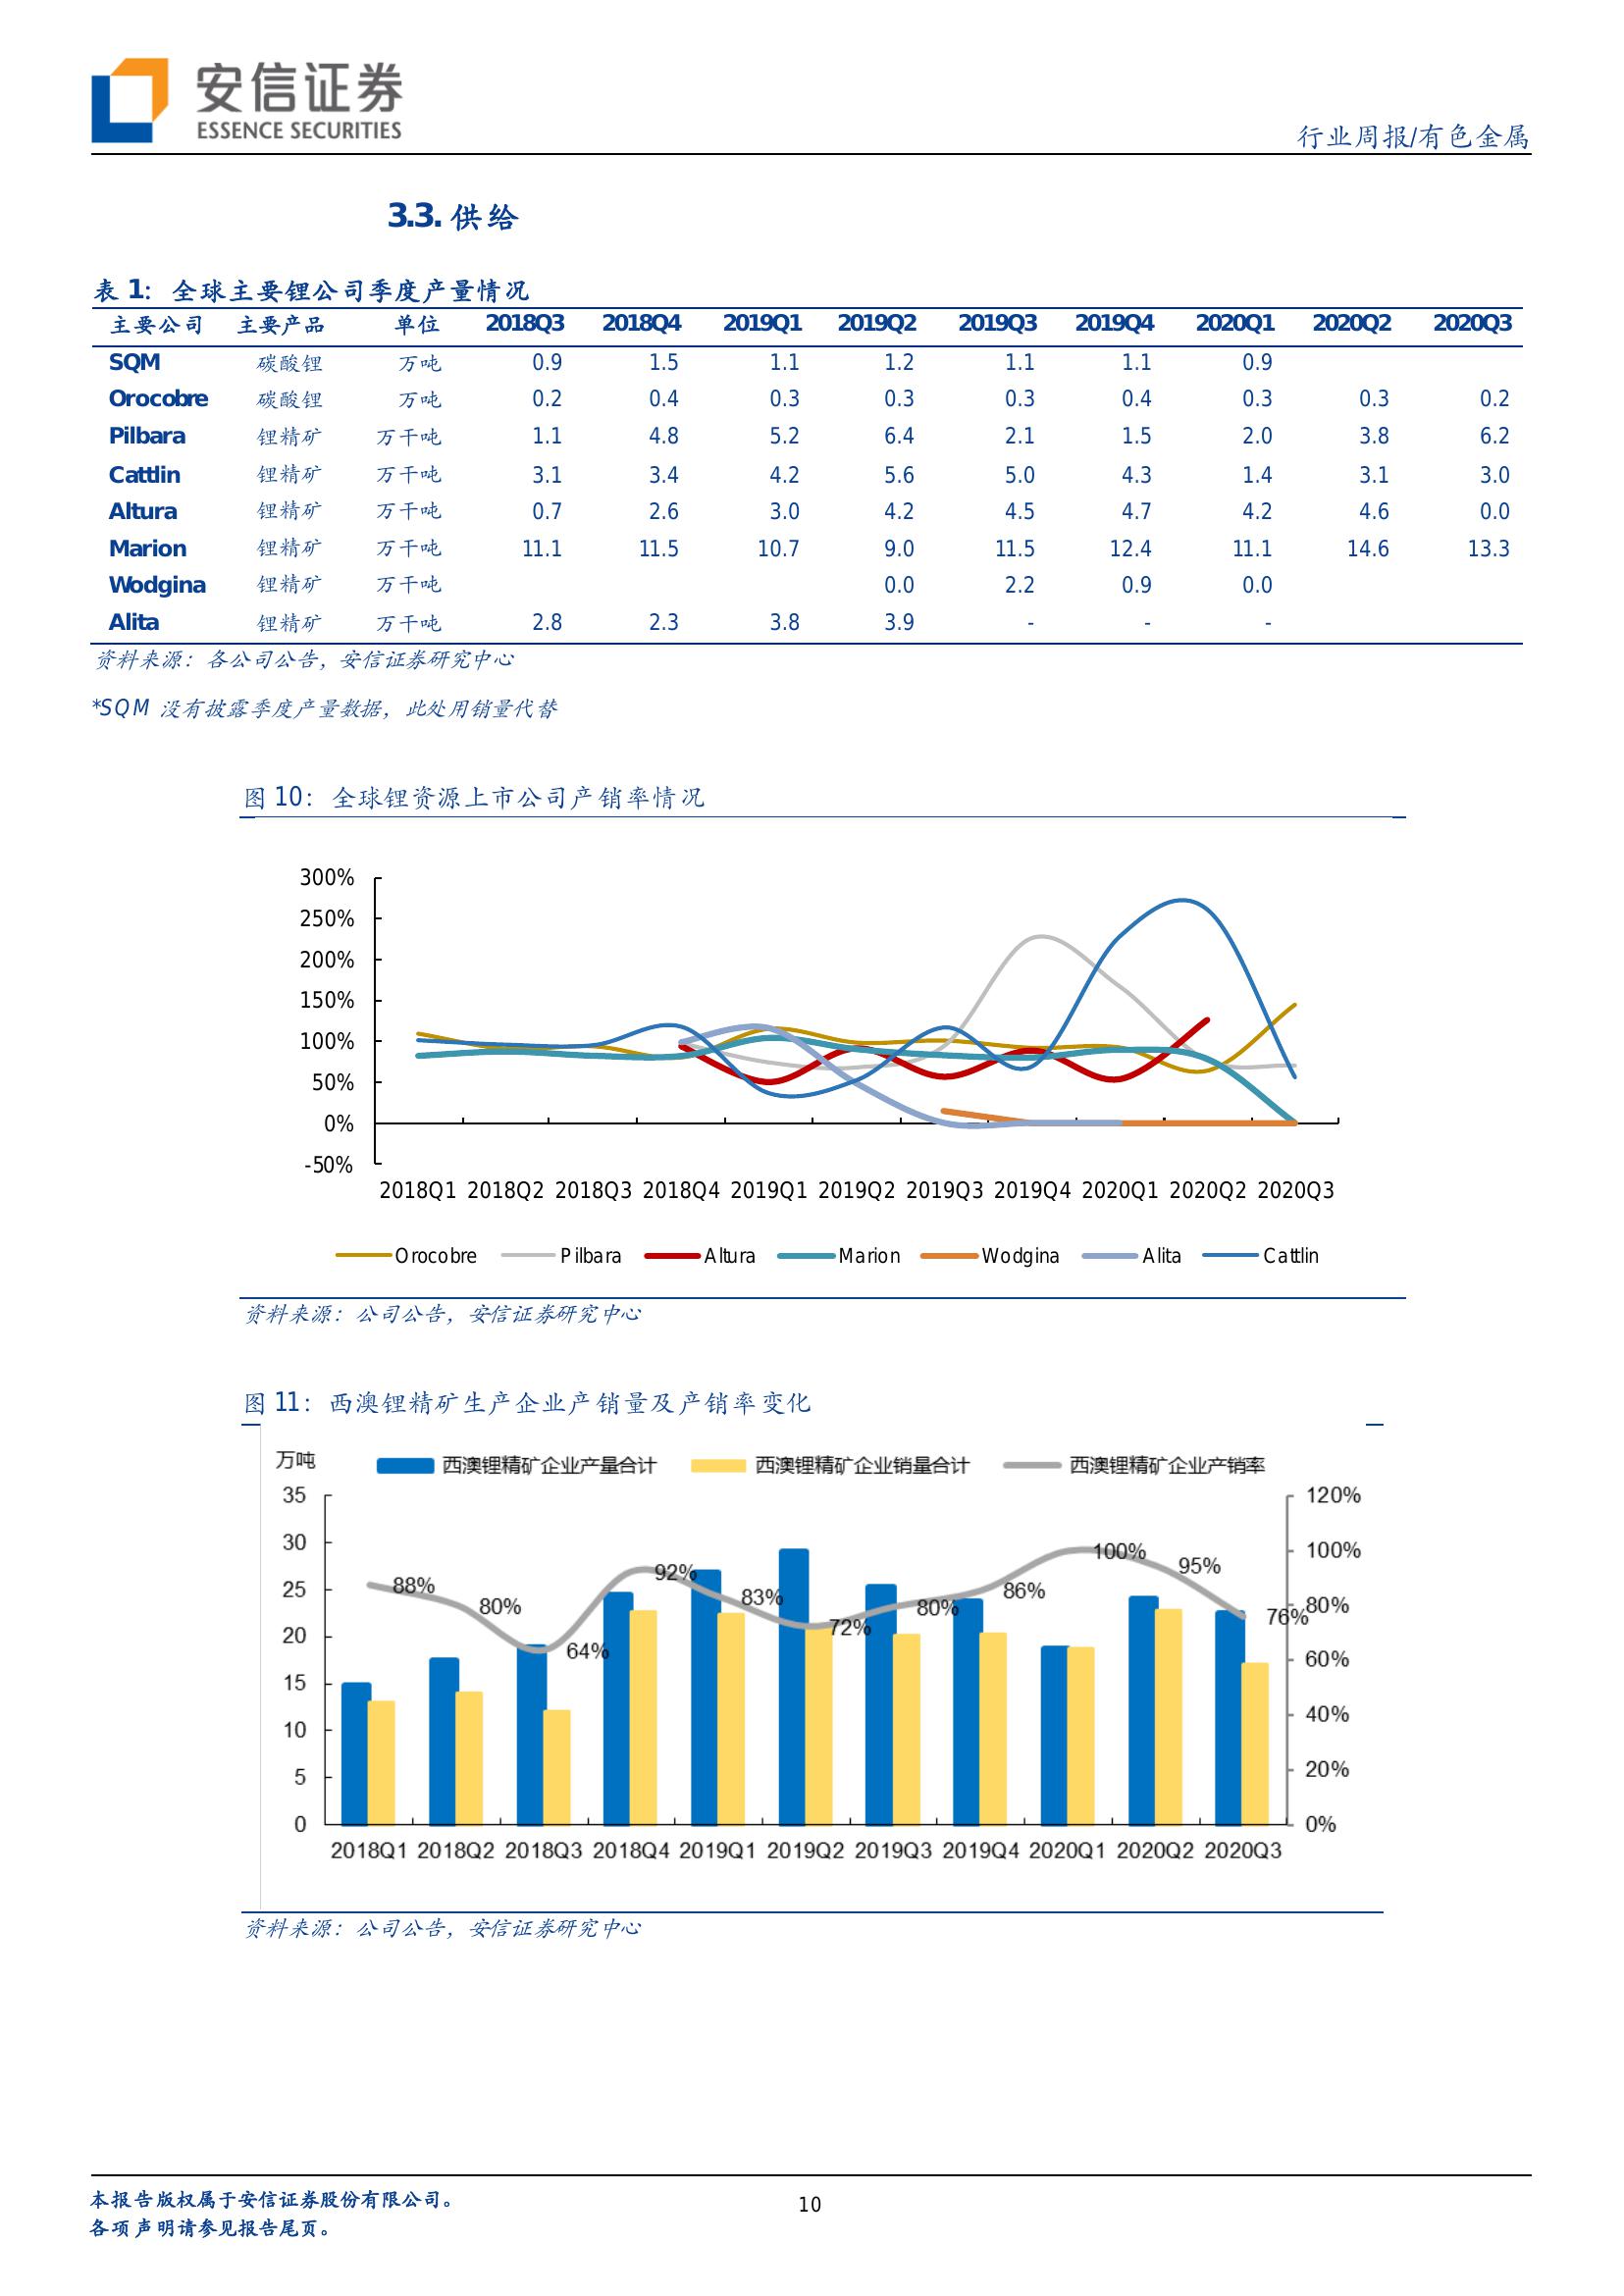 安信证券
ESSENCE SECURITIES
行业周报/有色金属
3.3. 供给
表 1：全球主要锂公司季度产量情况
主要公司 主要产品 单位 2018Q3 2018Q4 2019Q1 2019Q2 2019Q3 2019Q4 2020Q1 2020Q2 2020Q3
SQM 碳酸锂 万吨 0.9 1.5 1.1 1.2 1.1 1.1 0.9
Orocobre 碳酸锂 万吨 0.2 0.4 0.3 0.3 0.3 0.4 0.3 0.3 0.2
Pilbara 锂精矿 万干吨 1.1 4.8 5.2 6.4 2.1 1.5 2.0 3.8 6.2
Cattlin 锂精矿 万干吨 3.1 3.4 4.2 5.6 5.0 4.3 1.4 3.1 3.0
Altura 锂精矿 万干吨 0.7 2.6 3.0 4.2 4.5 4.7 4.2 4.6 0.0
Marion 锂精矿 万干吨 11.1 11.5 10.7 9.0 11.5 12.4 11.1 14.6 13.3
Wodgina 锂精矿 万干吨 0.0 2.2 0.9 0.0
Alita 锂精矿 万干吨 2.8 2.3 3.8 3.9 - - -
资料来源：各公司公告，安信证券研究中心
*SQM 没有披露季度产量数据，此处用销量代替
图 10：全球锂资源上市公司产销率情况
300%
250%
200%
150%
100%
50%
0%
-50%
2018Q1 2018Q2 2018Q3 2018Q4 2019Q1 2019Q2 2019Q3 2019Q4 2020Q1 2020Q2 2020Q3
Orocobre Pilbara Altura Marion Wodgina Alita Cattlin
资料来源：公司公告，安信证券研究中心
图 11：西澳锂精矿生产企业产销量及产销率变化
万吨 西澳锂精矿企业产量合计 西澳锂精矿企业销量合计 西澳锂精矿企业产销率
35 120%
30 100%
25 80%
20 60%
15 40%
10 20%
5 0%
0
88% 80% 64% 92% 83% 72% 80% 86% 100% 95% 76%
2018Q1 2018Q2 2018Q3 2018Q4 2019Q1 2019Q2 2019Q3 2019Q4 2020Q1 2020Q2 2020Q3
资料来源：公司公告，安信证券研究中心
本报告版权属于安信证券股份有限公司。
各项声明请参见报告尾页。
10